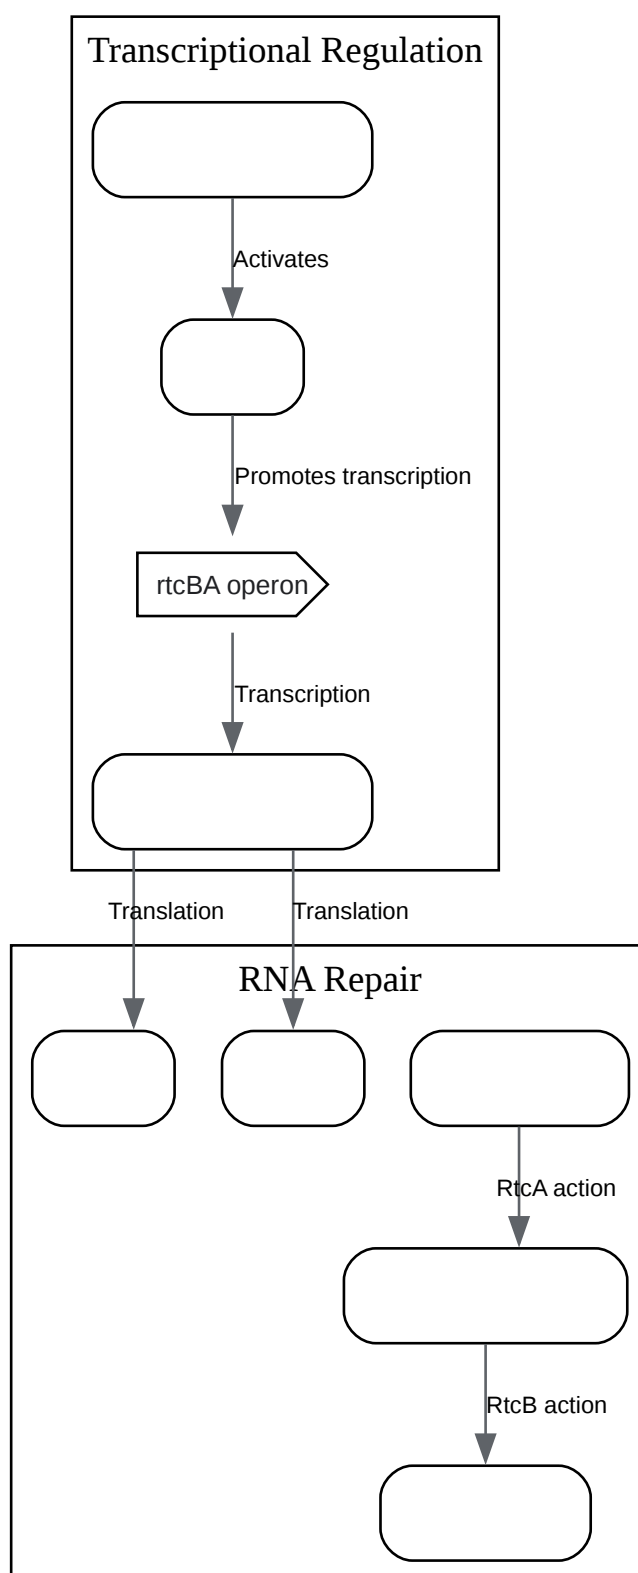 Transcriptional Regulation
Activates
Promotes transcription
rtcBA operon
Transcription
Translation
Translation
RNA Repair
RtcA action
RtcB action